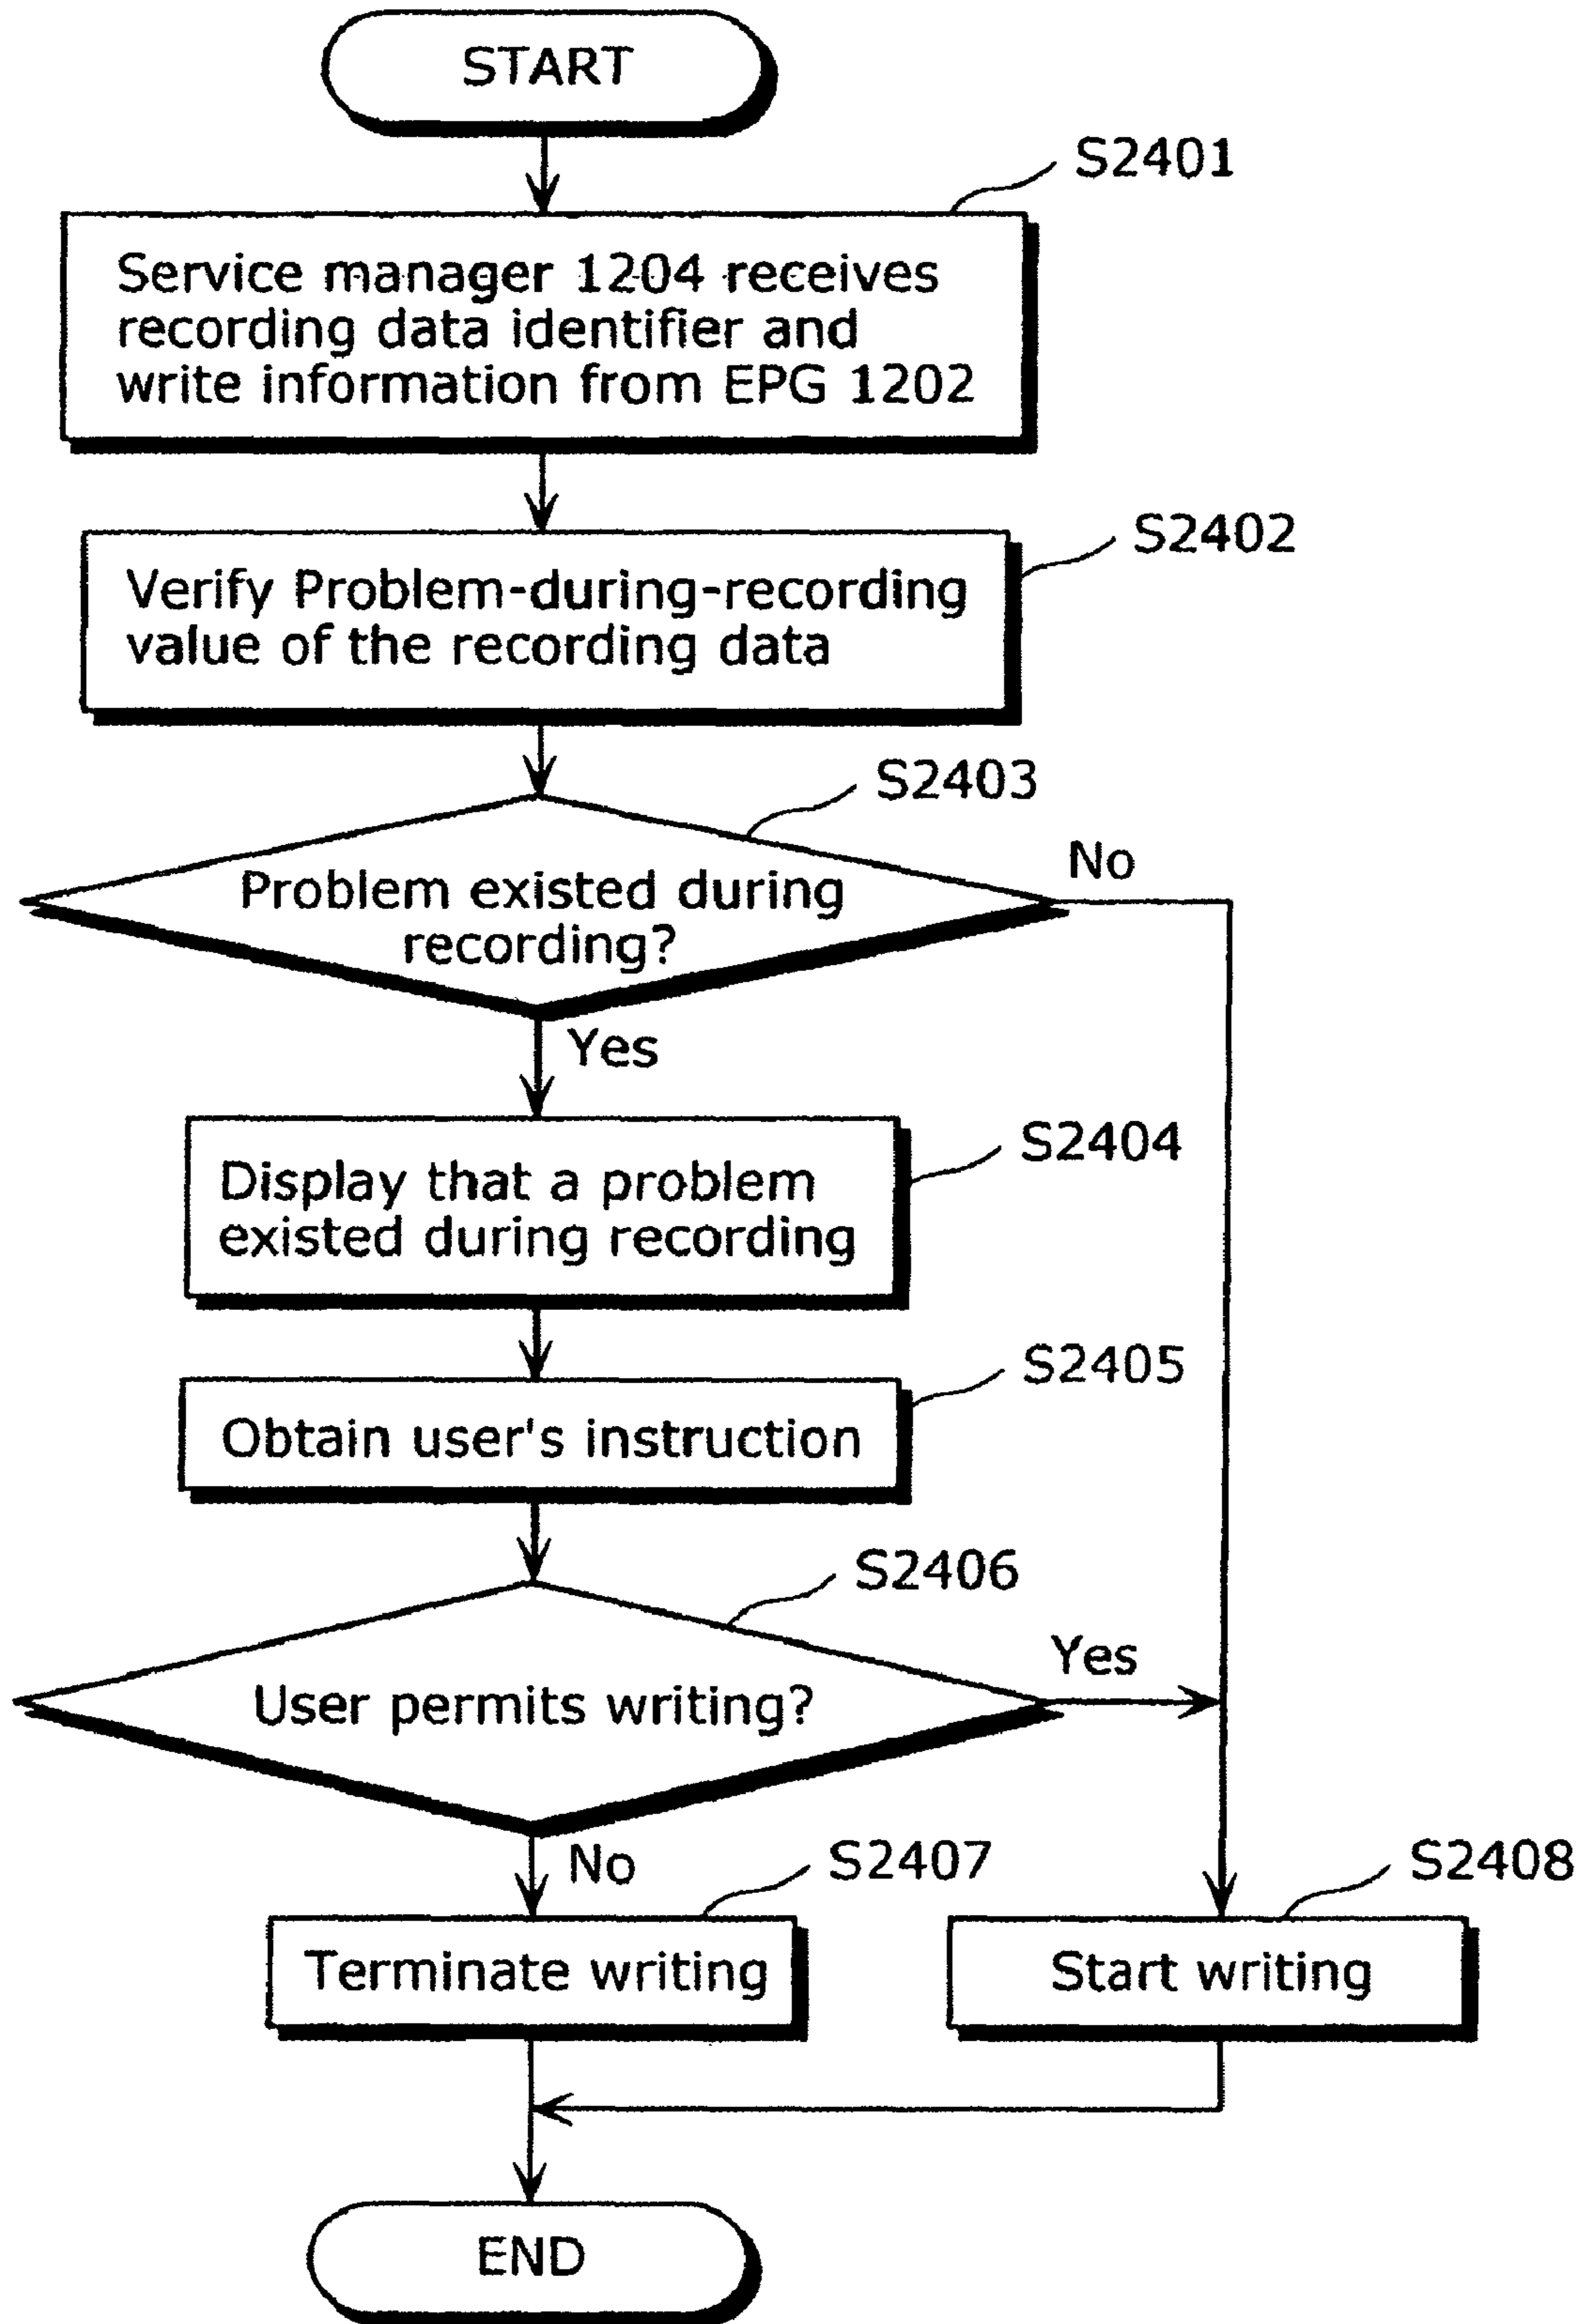 START
S2401
Service manager 1204 receives
recording data identifier and
write information from EPG 1202
S2402
Verify Problem-during-recording
value of the recording data
S2403
No
Problem existed during
recording?
Yes
S2404
Display that a problem
existed during recording
S2405
Obtain user's instruction
S2406
Yes
User permits writing?
No
S2407
S2408
Terminate writing
Start writing
END